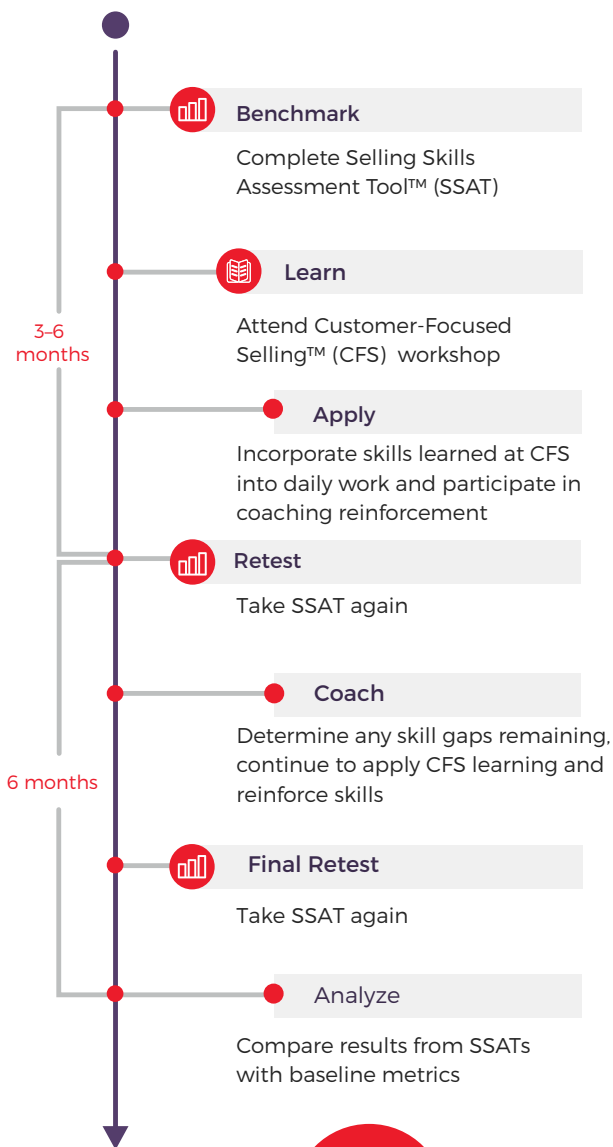 Benchmark
Complete Selling Skills
Assessment Tool™ (SSAT)
Learn
Attend Customer-Focused
Selling™ (CFS) workshop
3-6
months
Apply
Incorporate skills learned at CFS
into daily work and participate in
coaching reinforcement
Retest
Take SSAT again
Coach
Determine any skill gaps remaining,
continue to apply CFS learning and
reinforce skills
6 months
Final Retest
Take SSAT again
Analyze
Compare results from SSATs
with baseline metrics